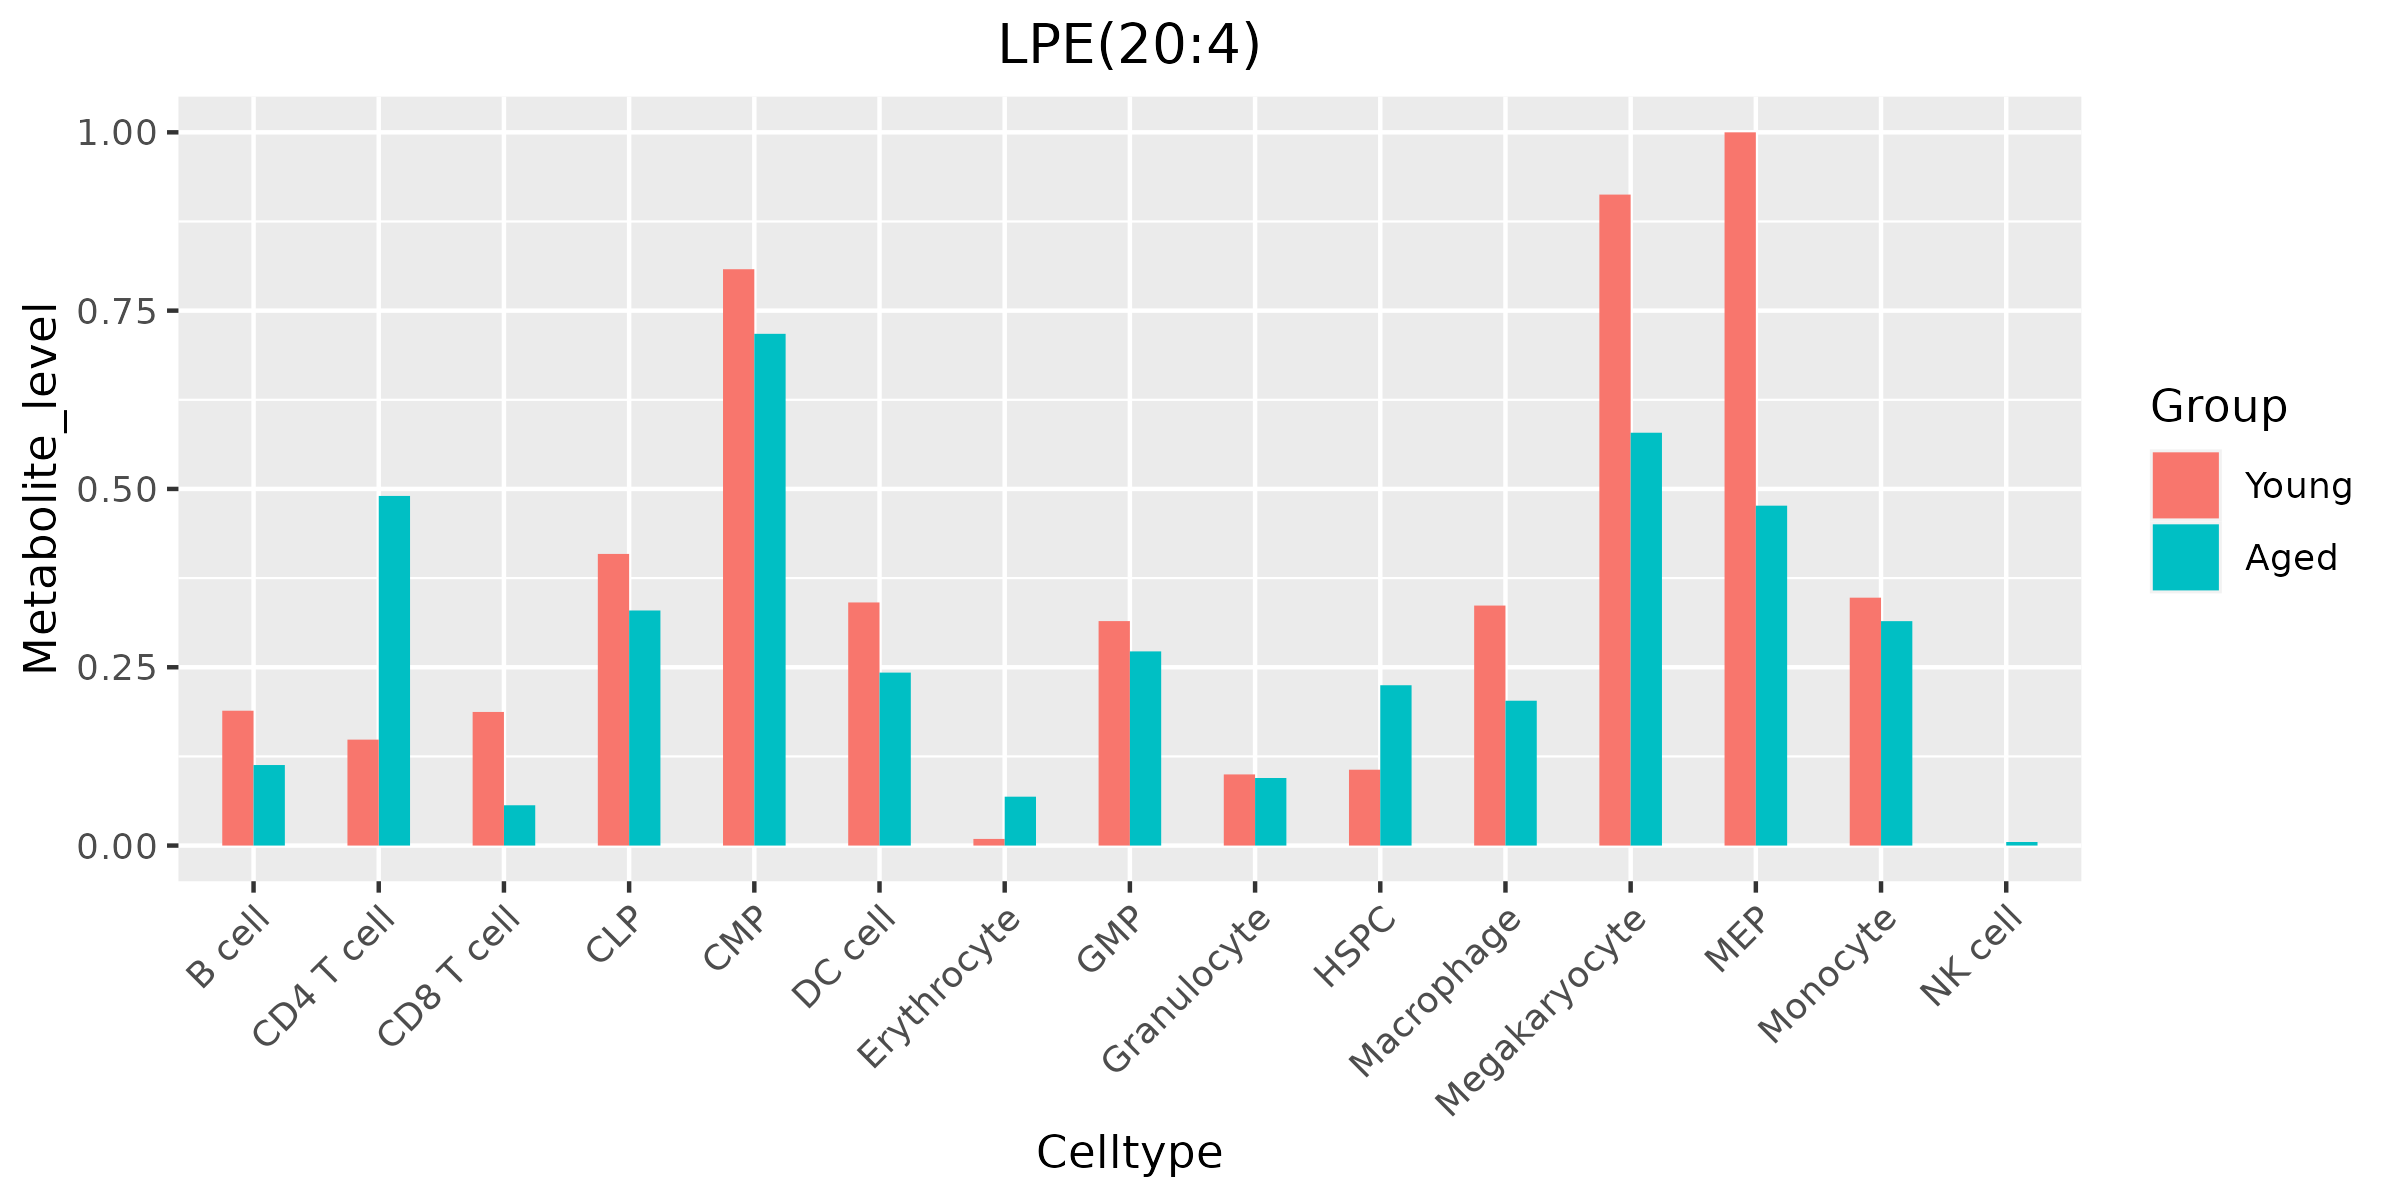 LPE(20:4)
Metabolite_level
1.00
0.75
0.50
0.25
0.00
B cell
CD4 T cell
CD8 T cell
CLP
CMP
DC cell
Erythrocyte
GMP
Granulocyte
HSPC
Macrophage
Megakaryocyte
MEP
Monocyte
NK cell
Celltype
Group
Young
Aged